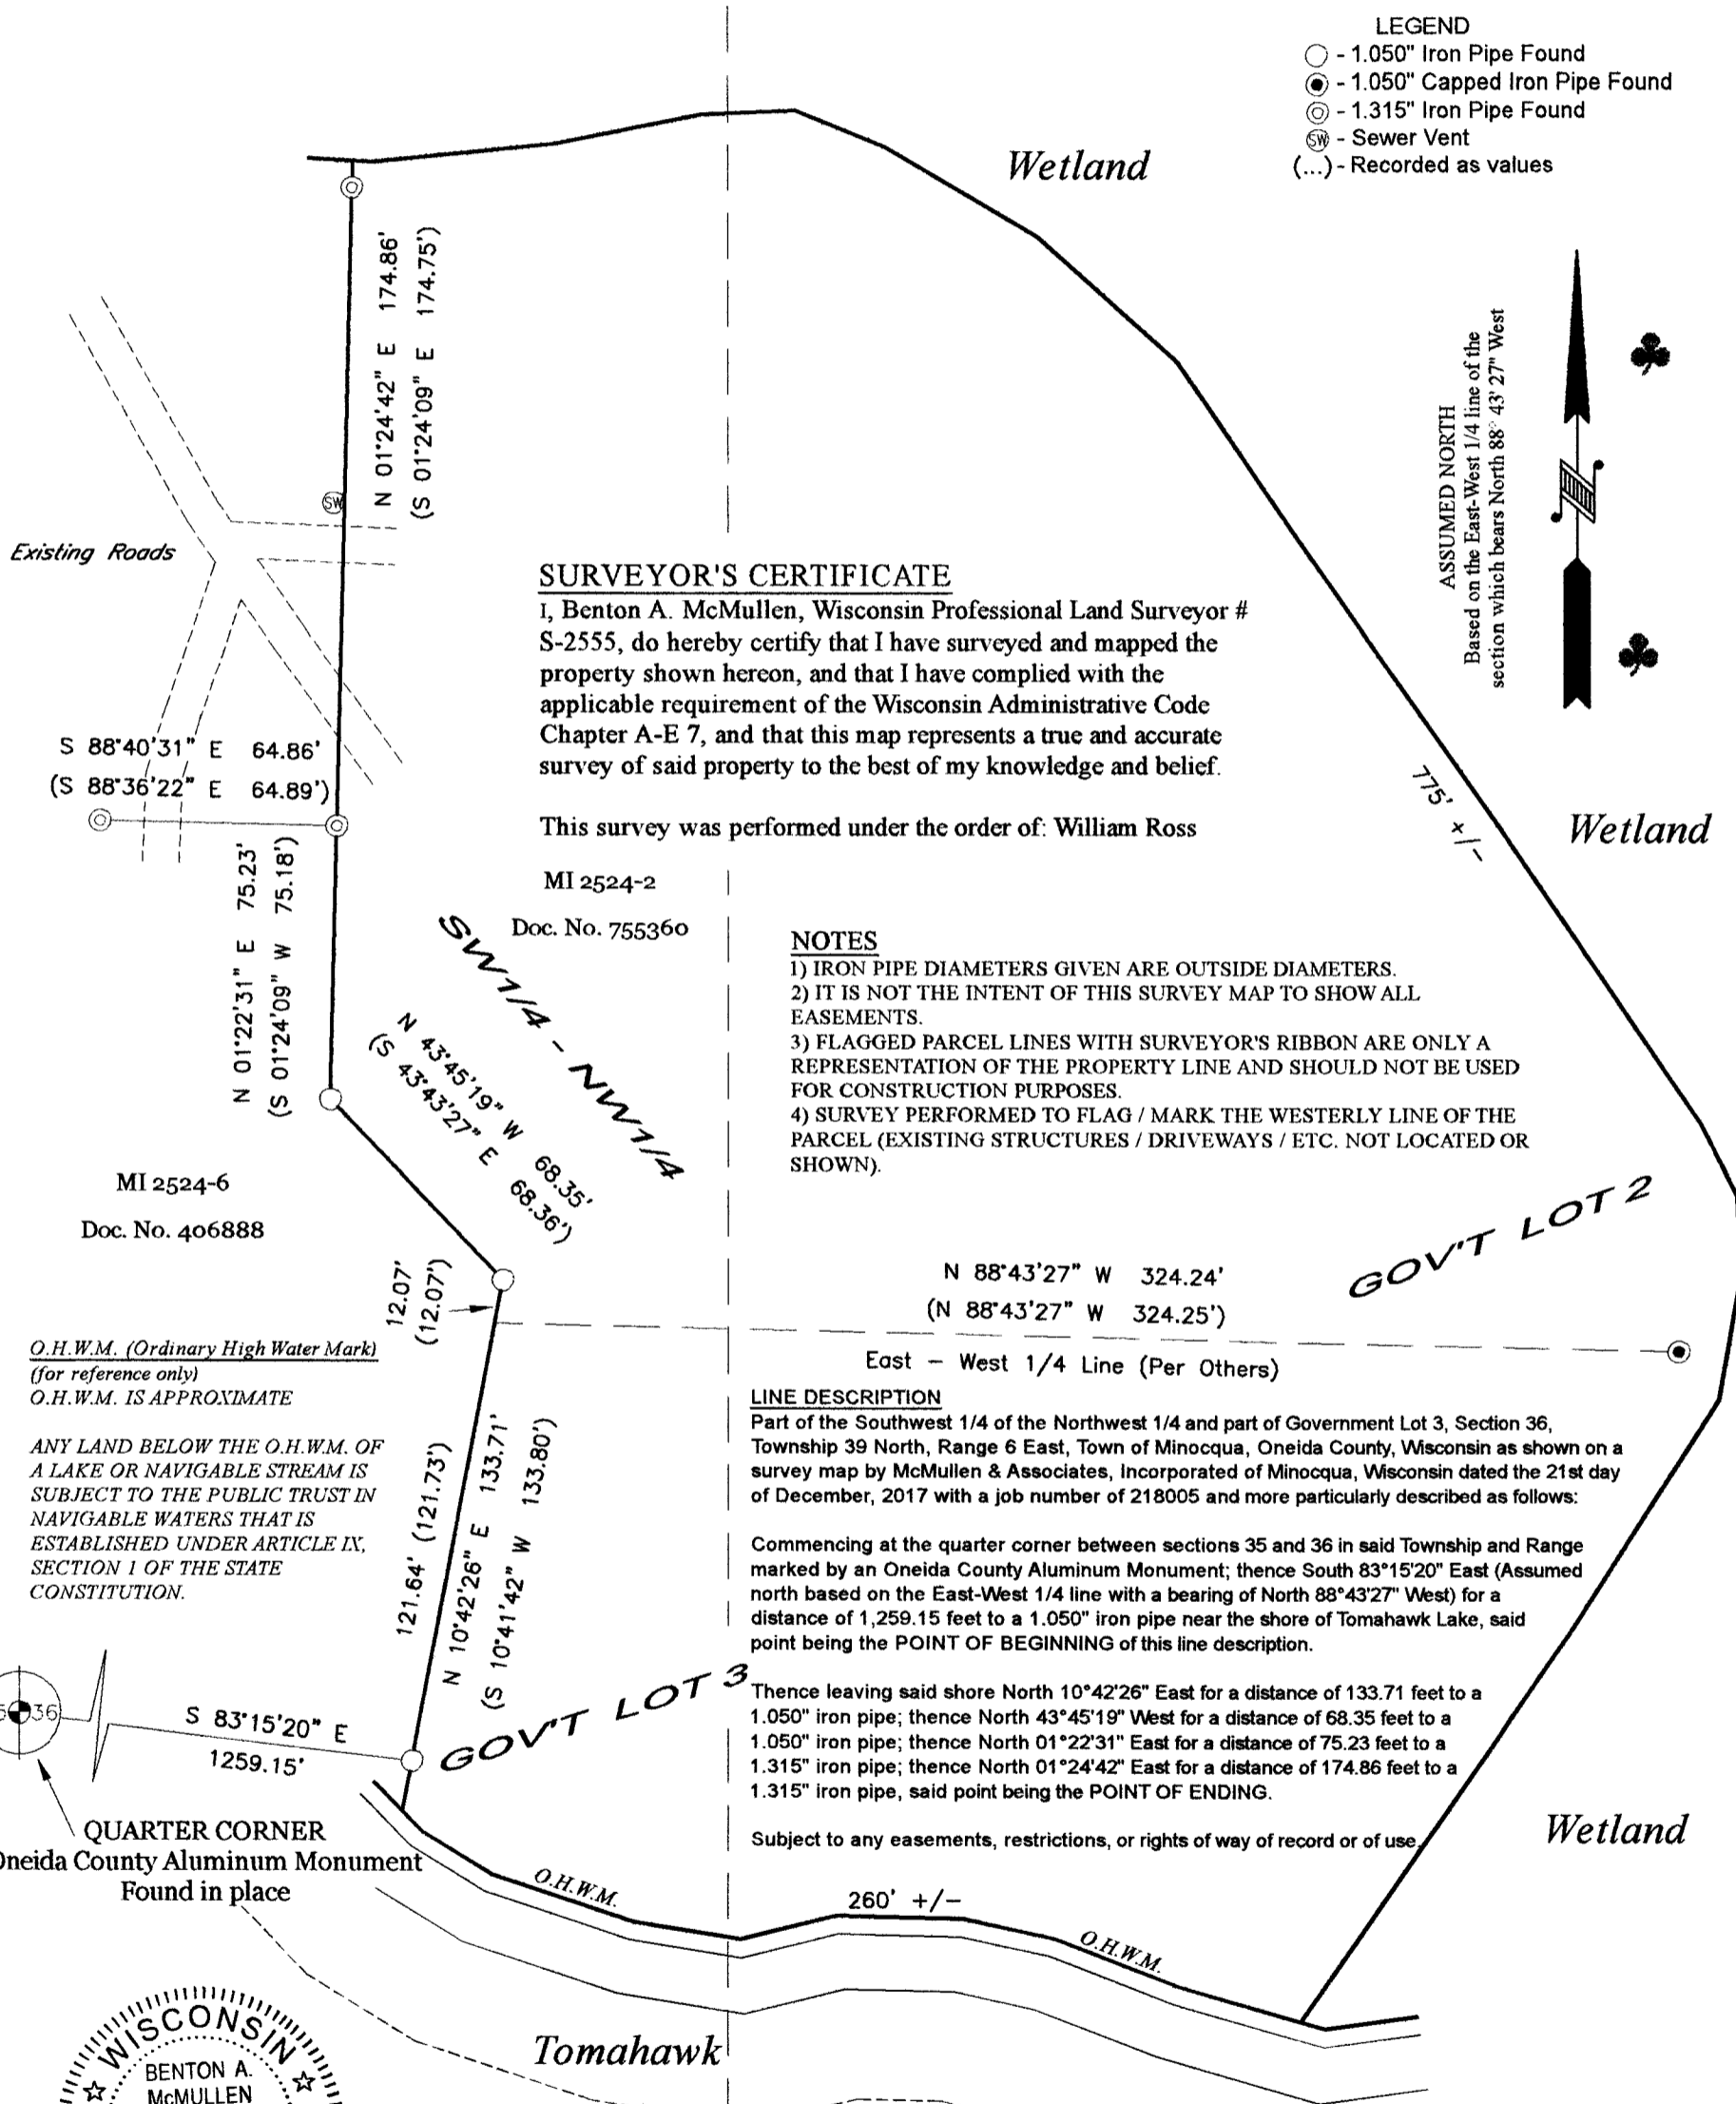 LEGEND
- 1.050" Iron Pipe Found
- 1.050" Capped Iron Pipe Found
- 1.315" Iron Pipe Found
SW - Sewer Vent
(...) - Recorded as values
Wetland
N 01°24'42" E 174.86'
(S 01°24'09" E 174.75')
ASSUMED NORTH
Based on the East-West 1/4 line of the
section which bears North 88° 43' 27" West
SW
Existing Roads
SURVEYOR'S CERTIFICATE
I, Benton A. McMullen, Wisconsin Professional Land Surveyor #
S-2555, do hereby certify that I have surveyed and mapped the
property shown hereon, and that I have complied with the
applicable requirement of the Wisconsin Administrative Code
Chapter A-E 7, and that this map represents a true and accurate
survey of said property to the best of my knowledge and belief.
This survey was performed under the order of: William Ross
S 88°40'31" E 64.86'
(S 88°36'22" E 64.89')
775' +/-
Wetland
N 01°22'31" E 75.23'
(S 01°24'09" W 75.18')
MI 2524-2
Doc. No. 755360
SW1/4 - NW1/4
NOTES
1) IRON PIPE DIAMETERS GIVEN ARE OUTSIDE DIAMETERS.
2) IT IS NOT THE INTENT OF THIS SURVEY MAP TO SHOW ALL
EASEMENTS.
3) FLAGGED PARCEL LINES WITH SURVEYOR'S RIBBON ARE ONLY A
REPRESENTATION OF THE PROPERTY LINE AND SHOULD NOT BE USED
FOR CONSTRUCTION PURPOSES.
4) SURVEY PERFORMED TO FLAG / MARK THE WESTERLY LINE OF THE
PARCEL (EXISTING STRUCTURES / DRIVEWAYS / ETC. NOT LOCATED OR
SHOWN).
N 43°45'19" W 68.35'
(S 43°43'27" E 68.36')
MI 2524-6
Doc. No. 406888
GOV'T LOT 2
12.07'
(12.07')
N 88°43'27" W 324.24'
(N 88°43'27" W 324.25')
East - West 1/4 Line (Per Others)
O.H.W.M. (Ordinary High Water Mark)
(for reference only)
O.H.W.M. IS APPROXIMATE
ANY LAND BELOW THE O.H.W.M. OF
A LAKE OR NAVIGABLE STREAM IS
SUBJECT TO THE PUBLIC TRUST IN
NAVIGABLE WATERS THAT IS
ESTABLISHED UNDER ARTICLE IX,
SECTION 1 OF THE STATE
CONSTITUTION.
121.64' (121.73')
N 10°42'26" E 133.71'
(S 10°41'42" W 133.80')
LINE DESCRIPTION
Part of the Southwest 1/4 of the Northwest 1/4 and part of Government Lot 3, Section 36,
Township 39 North, Range 6 East, Town of Minocqua, Oneida County, Wisconsin as shown on a
survey map by McMullen & Associates, Incorporated of Minocqua, Wisconsin dated the 21st day
of December, 2017 with a job number of 218005 and more particularly described as follows:
Commencing at the quarter corner between sections 35 and 36 in said Township and Range
marked by an Oneida County Aluminum Monument; thence South 83°15'20" East (Assumed
north based on the East-West 1/4 line with a bearing of North 88°43'27" West) for a
distance of 1,259.15 feet to a 1.050" iron pipe near the shore of Tomahawk Lake, said
point being the POINT OF BEGINNING of this line description.
Thence leaving said shore North 10°42'26" East for a distance of 133.71 feet to a
1.050" iron pipe; thence North 43°45'19" West for a distance of 68.35 feet to a
1.050" iron pipe; thence North 01°22'31" East for a distance of 75.23 feet to a
1.315" iron pipe; thence North 01°24'42" East for a distance of 174.86 feet to a
1.315" iron pipe, said point being the POINT OF ENDING.
Subject to any easements, restrictions, or rights of way of record or of use.
GOV'T LOT 3
36
S 83°15'20" E
1259.15'
QUARTER CORNER
Oneida County Aluminum Monument
Found in place
Wetland
O.H.W.M.
260' +/-
O.H.W.M.
Tomahawk
WISCONSIN
BENTON A.
McMULLEN